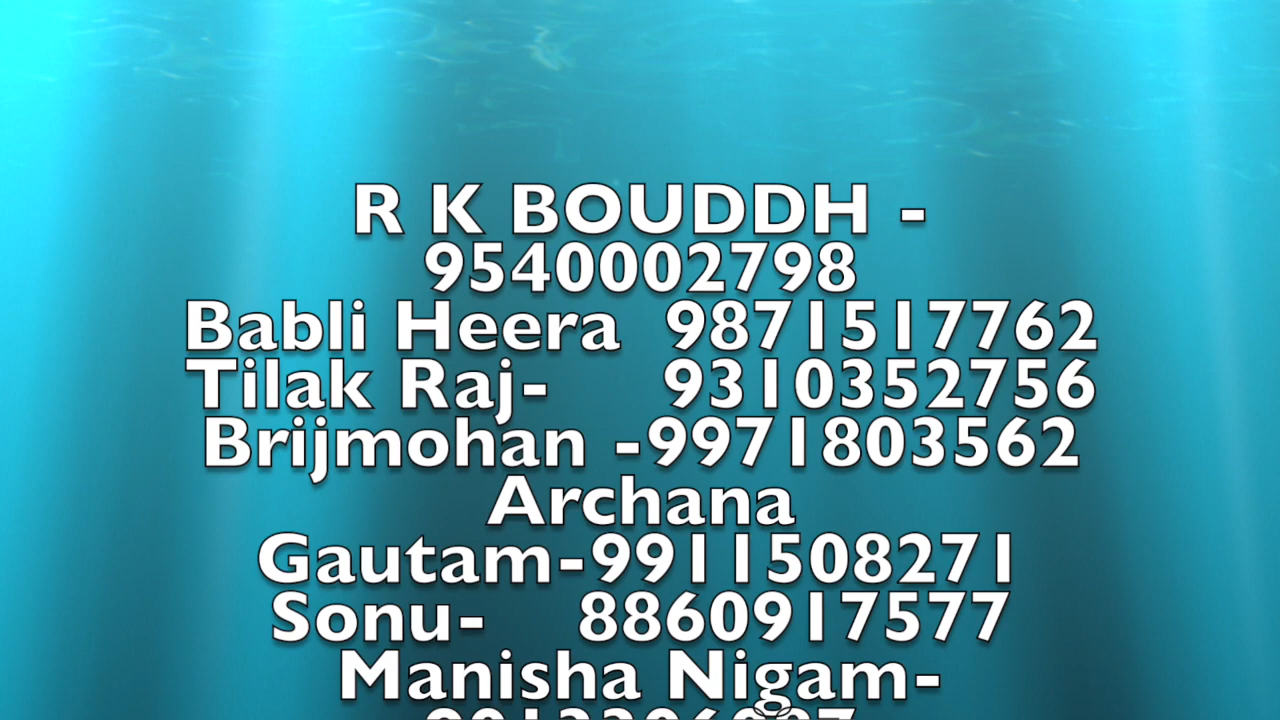 R K BOUDDH -
9540002798
Babli Heera 9871517762
Tilak Raj- 9310352756
Brijmohan -9971803562
Archana
Gautam-9911508271
Sonu- 8860917577
Manisha Nigam-